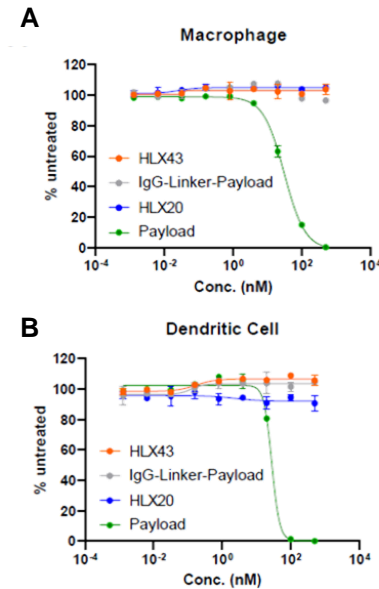 A
Macrophage
% untreated
120
100
80
60
40
20
0
HLX43
IgG-Linker-Payload
HLX20
Payload
10⁻⁴ 10⁻² 10⁰ 10² 10⁴
Conc. (nM)
B
Dendritic Cell
% untreated
120
100
80
60
40
20
0
HLX43
IgG-Linker-Payload
HLX20
Payload
10⁻⁴ 10⁻² 10⁰ 10² 10⁴
Conc. (nM)